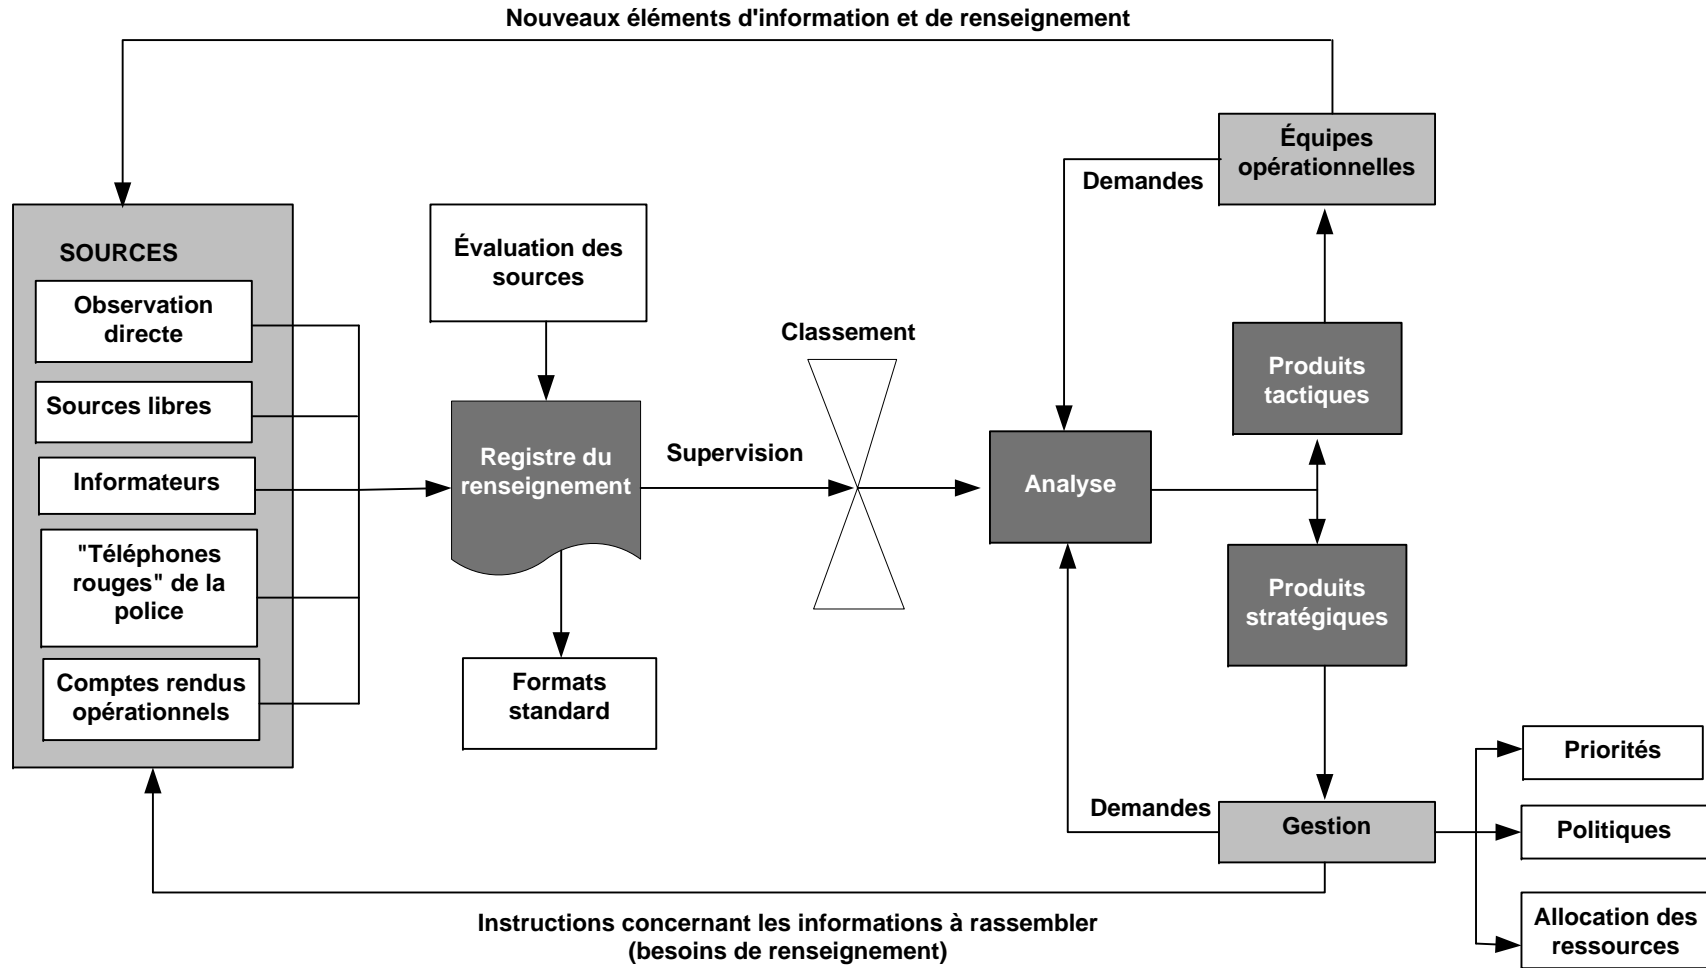 Nouveaux éléments d'information et de renseignement
Équipes
opérationnelles
Demandes
SOURCES
Observation
directe
Sources libres
Informateurs
"Téléphones
rouges" de la
police
Comptes rendus
opérationnels
Évaluation des
sources
Registre du
renseignement
Formats
standard
Supervision
Classement
Analyse
Produits
tactiques
Produits
stratégiques
Demandes
Gestion
Priorités
Politiques
Allocation des
ressources
Instructions concernant les informations à rassembler
(besoins de renseignement)